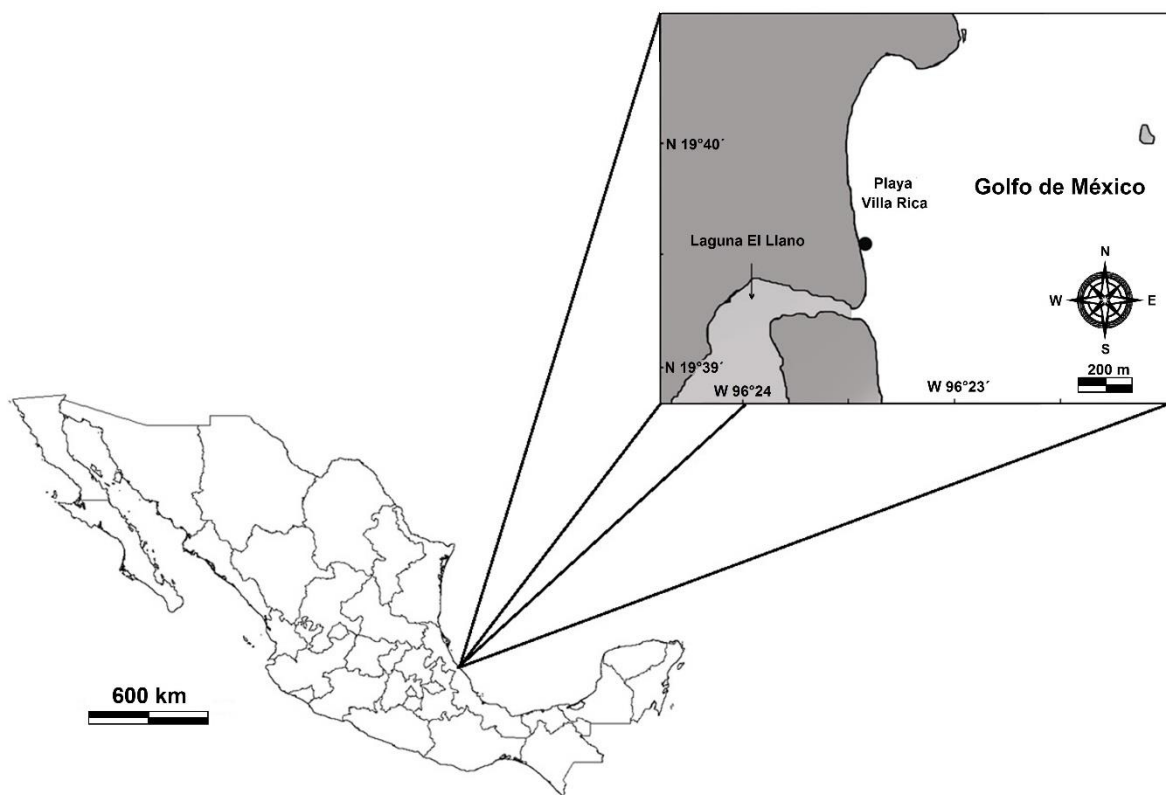 N 19°40´
Playa
Villa Rica
Golfo de México
Laguna El Llano
N
W
E
S
N 19°39´
200 m
W 96°24
W 96°23´
600 km